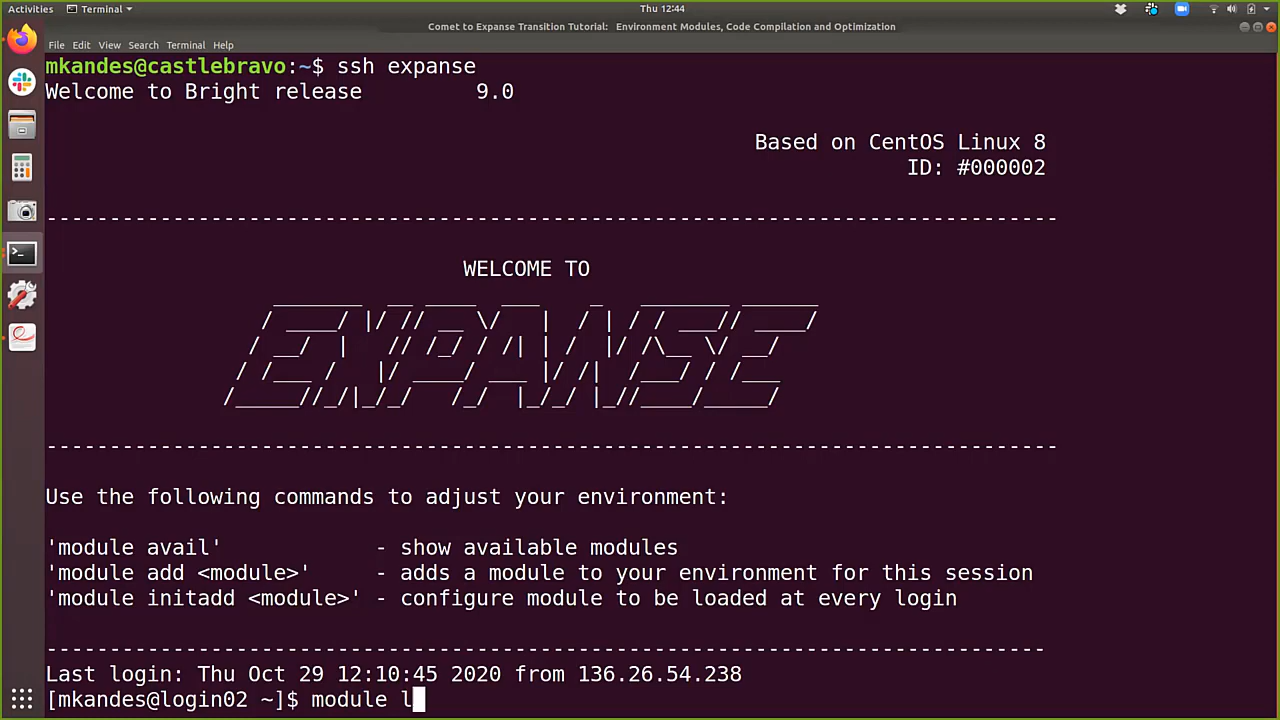 Activities Terminal Thu 12:44
Comet to Expanse Transition Tutorial: Environment Modules, Code Compilation and Optimization
File Edit View Search Terminal Help
mkandes@castlebravo:~$ ssh expanse
Welcome to Bright release 9.0
Based on CentOS Linux 8
ID: #000002
WELCOME TO
EXPANSE
Use the following commands to adjust your environment:
'module avail' - show available modules
'module add <module>' - adds a module to your environment for this session
'module initadd <module>' - configure module to be loaded at every login
Last login: Thu Oct 29 12:10:45 2020 from 136.26.54.238
[mkandes@login02 ~]$ module l